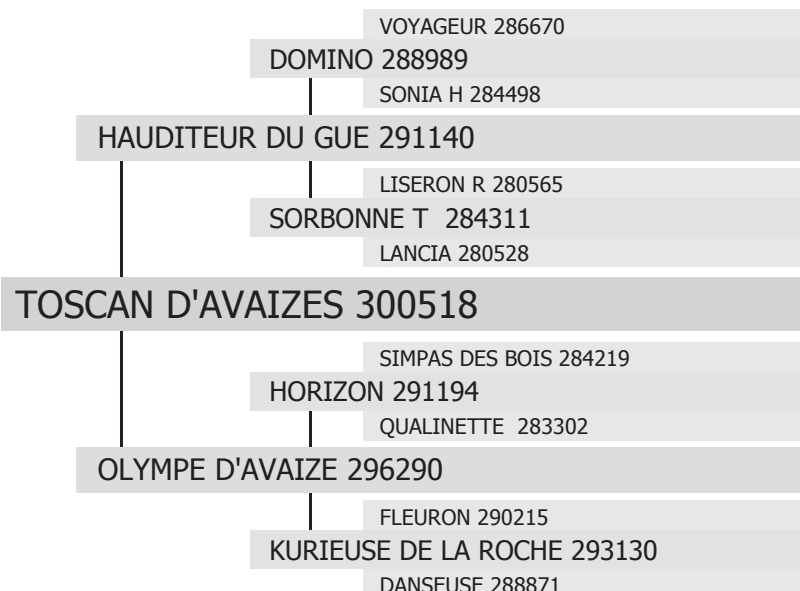 VOYAGEUR 286670
DOMINO 288989
SONIA H 284498
HAUDITEUR DU GUE 291140
LISERON R 280565
SORBONNE T 284311
LANCIA 280528
TOSCAN D'AVAIZES 300518
SIMPAS DES BOIS 284219
HORIZON 291194
QUALINETTE 283302
OLYMPE D'AVAIZE 296290
FLEURON 290215
KURIEUSE DE LA ROCHE 293130
DANSEUSE 288871